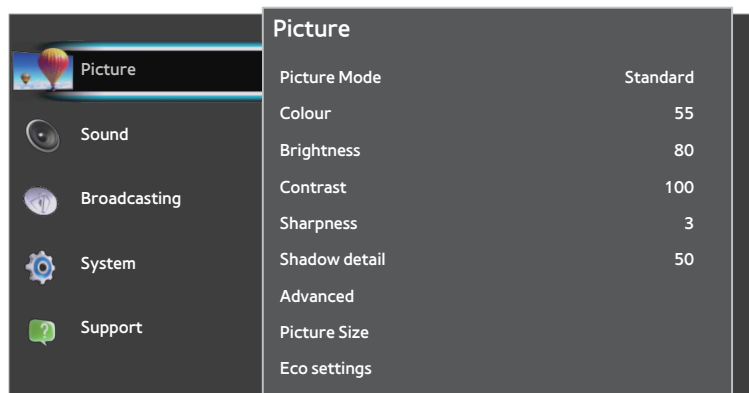 Picture
Sound
Broadcasting
System
Support
Picture
Picture Mode Standard
Colour 55
Brightness 80
Contrast 100
Sharpness 3
Shadow detail 50
Advanced
Picture Size
Eco settings